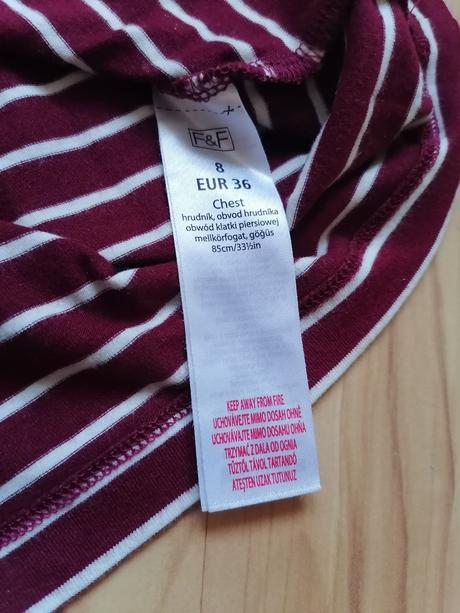 F&F
8
EUR 36
Chest
hrudník, obvod hrudníka
obwód klatki piersiowej
mellkörfogat, göğüs
85cm/33½in
KEEP AWAY FROM FIRE
UCHOVÁVEJTE MIMO DOSAH OHNĚ
UCHOVÁVAJTE MIMO DOSAHU OHŇA
TRZYMAĆ Z DALA OD OGNIA
TŰZTŐL TÁVOL TARTANDÓ
ATEŞTEN UZAK TUTUNUZ